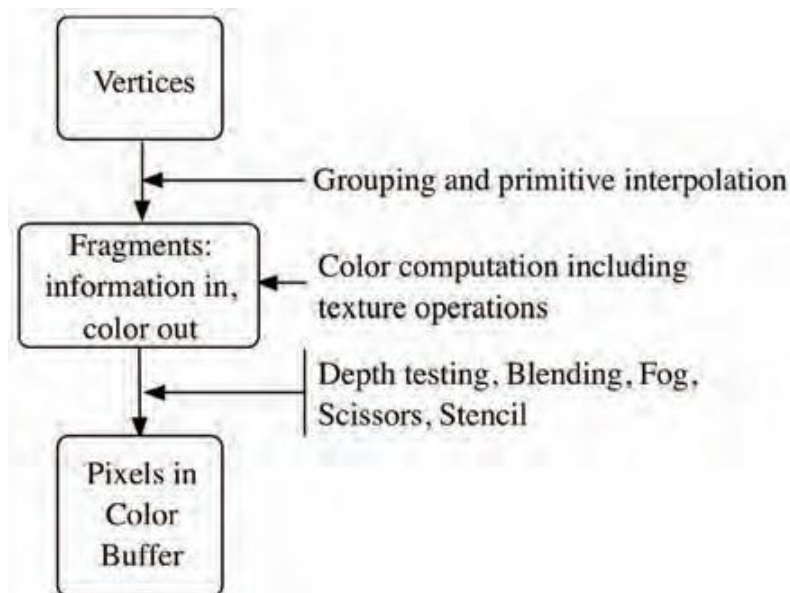 Vertices
Grouping and primitive interpolation
Fragments:
information in,
color out
Color computation including
texture operations
Depth testing, Blending, Fog,
Scissors, Stencil
Pixels in
Color
Buffer